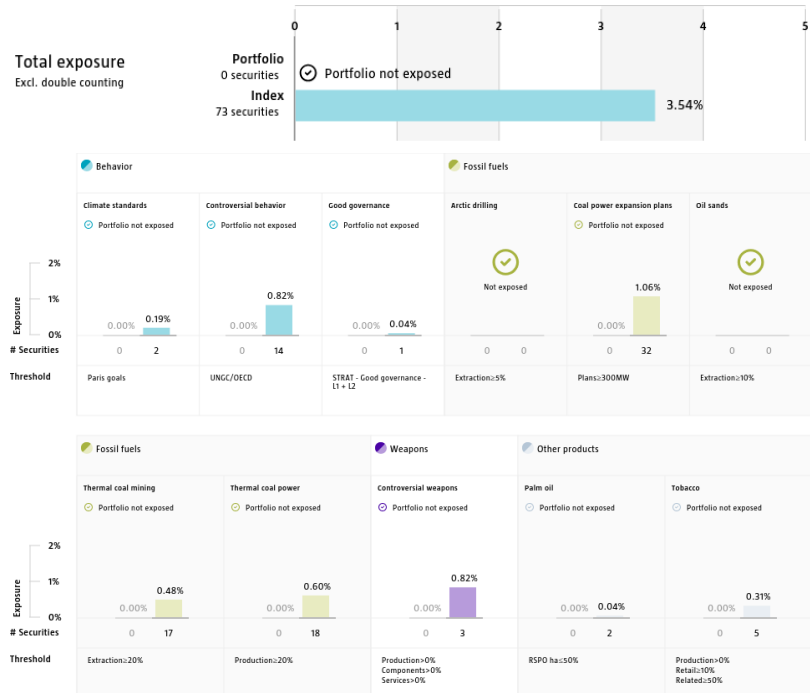 0 1 2 3 4 5
Total exposure
Excl. double counting
Portfolio
0 securities
Portfolio not exposed
Index
73 securities
3.54%
Behavior
Fossil fuels
Climate standards
Controversial behavior
Good governance
Arctic drilling
Coal power expansion plans
Oil sands
Portfolio not exposed
Portfolio not exposed
Portfolio not exposed
Portfolio not exposed
Not exposed
Not exposed
Exposure
2%
1%
0%
0.00% 0.19%
0.00% 0.82%
0.00% 0.04%
0.00% 1.06%
# Securities
0 2
0 14
0 1
0 0
0 32
0 0
Threshold
Paris goals
UNGC/OECD
STRAT - Good governance -
L1 + L2
Extraction≥5%
Plans≥300MW
Extraction≥10%
Fossil fuels
Weapons
Other products
Thermal coal mining
Thermal coal power
Controversial weapons
Palm oil
Tobacco
Portfolio not exposed
Portfolio not exposed
Portfolio not exposed
Portfolio not exposed
Portfolio not exposed
Exposure
2%
1%
0%
0.00% 0.48%
0.00% 0.60%
0.00% 0.82%
0.00% 0.04%
0.00% 0.31%
# Securities
0 17
0 18
0 3
0 2
0 5
Threshold
Extraction≥20%
Production≥20%
Production>0%
Components>0%
Services>0%
RSPO ha≤50%
Production>0%
Retail≥10%
Related≥50%